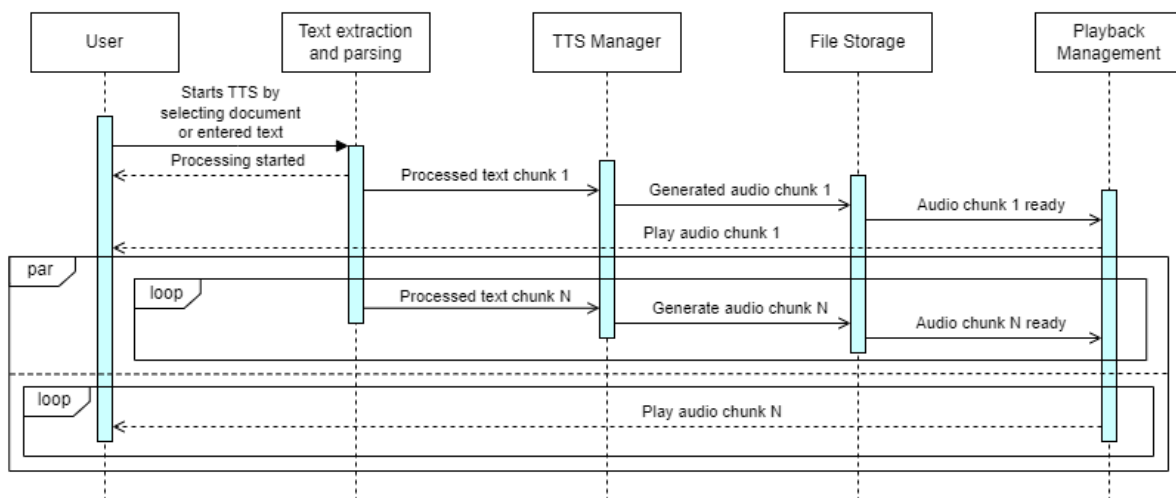 User
Text extraction
and parsing
TTS Manager
File Storage
Playback
Management
Starts TTS by
selecting document
or entered text
Processing started
Processed text chunk 1
Generated audio chunk 1
Audio chunk 1 ready
Play audio chunk 1
par
loop
Processed text chunk N
Generate audio chunk N
Audio chunk N ready
loop
Play audio chunk N